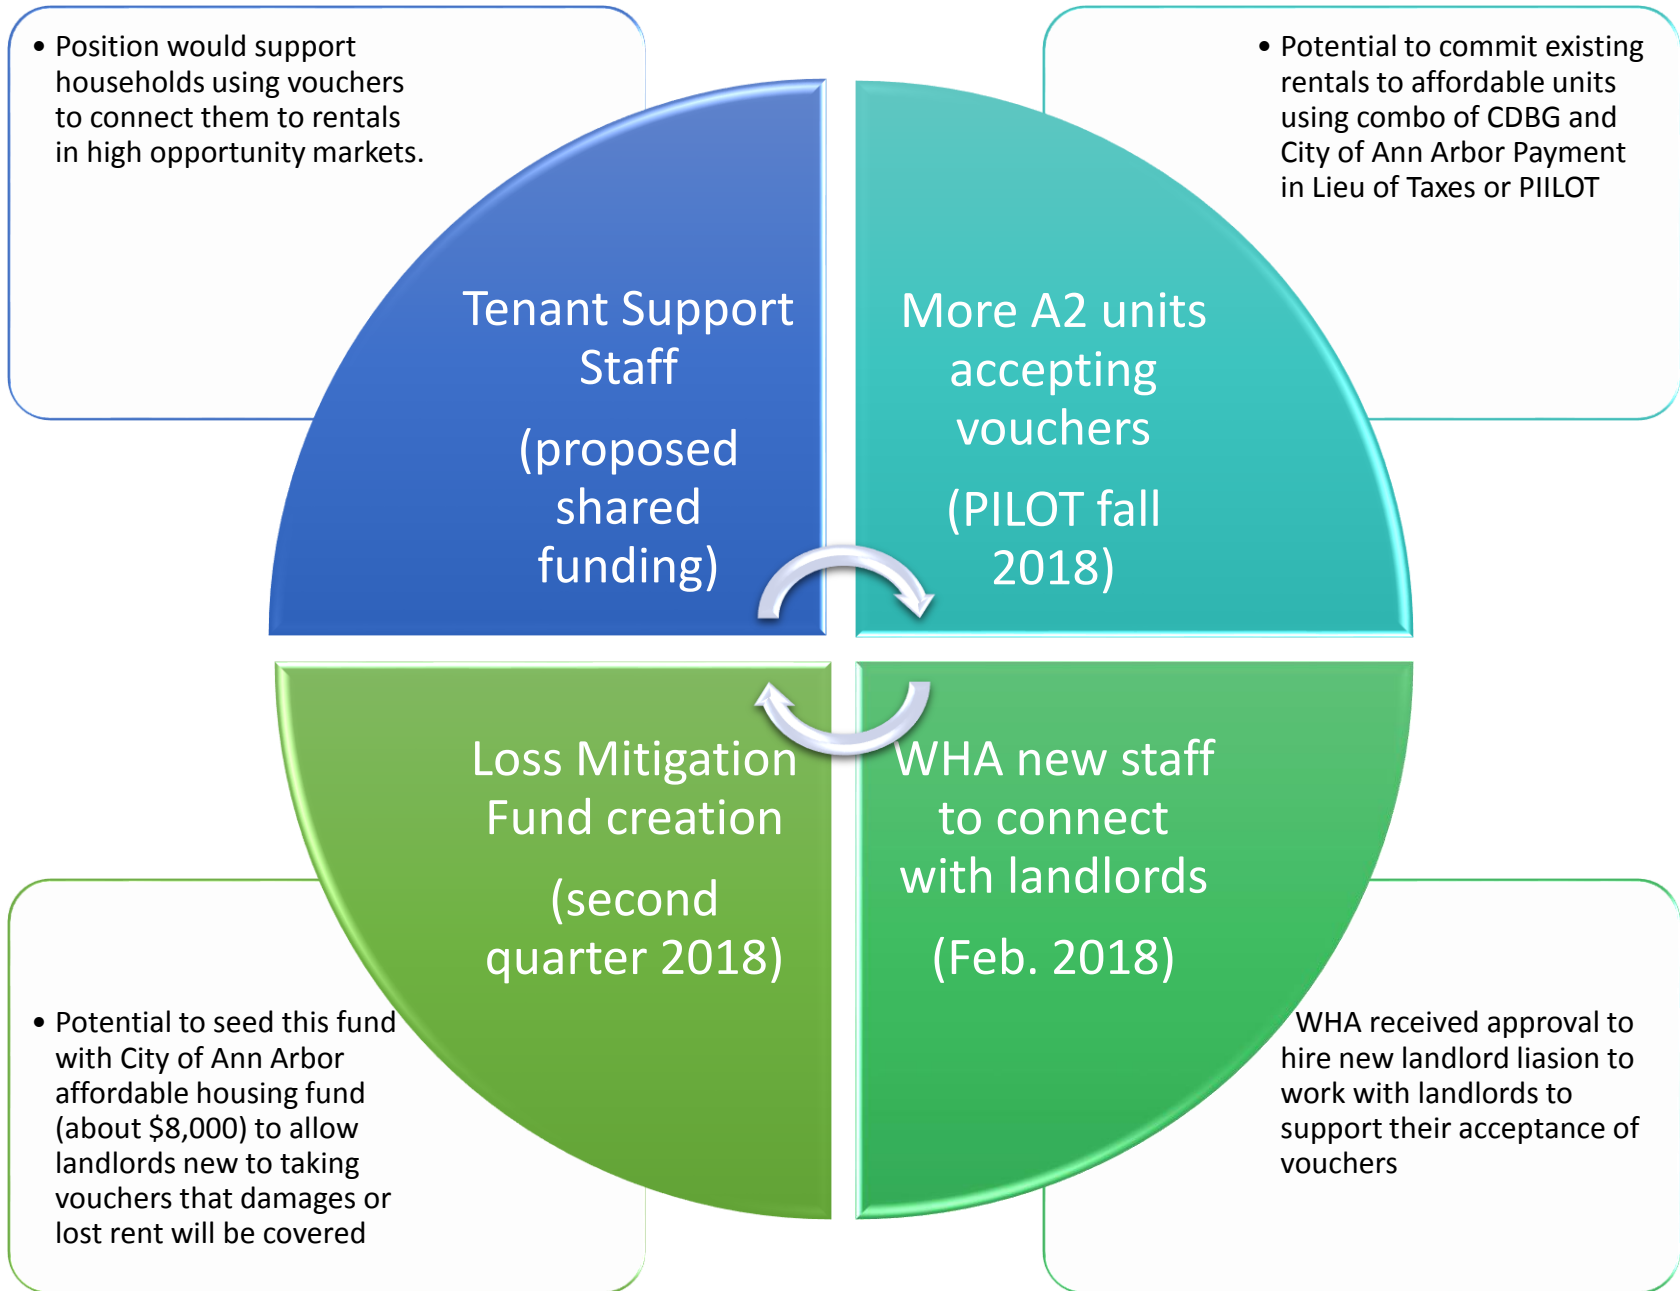 • Position would support
households using vouchers
to connect them to rentals
in high opportunity markets.
• Potential to commit existing
rentals to affordable units
using combo of CDBG and
City of Ann Arbor Payment
in Lieu of Taxes or PIILOT
Tenant Support
Staff
(proposed
shared
funding)
More A2 units
accepting
vouchers
(PILOT fall
2018)
Loss Mitigation
Fund creation
(second
quarter 2018)
WHA new staff
to connect
with landlords
(Feb. 2018)
• Potential to seed this fund
with City of Ann Arbor
affordable housing fund
(about $8,000) to allow
landlords new to taking
vouchers that damages or
lost rent will be covered
WHA received approval to
hire new landlord liasion to
work with landlords to
support their acceptance of
vouchers